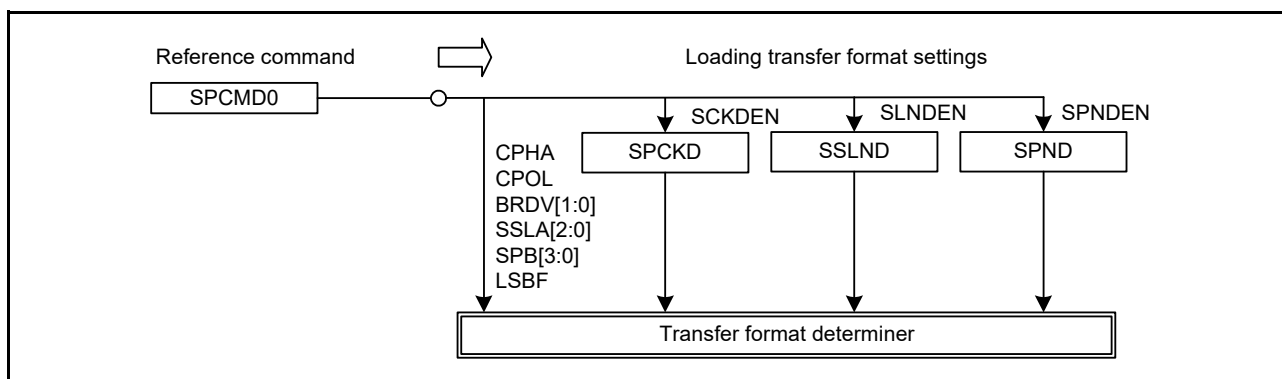 Reference command
Loading transfer format settings
SPCMD0
SCKDEN
SLNDEN
SPNDEN
SPCKD
SSLND
SPND
CPHA
CPOL
BRDV[1:0]
SSLA[2:0]
SPB[3:0]
LSBF
Transfer format determiner